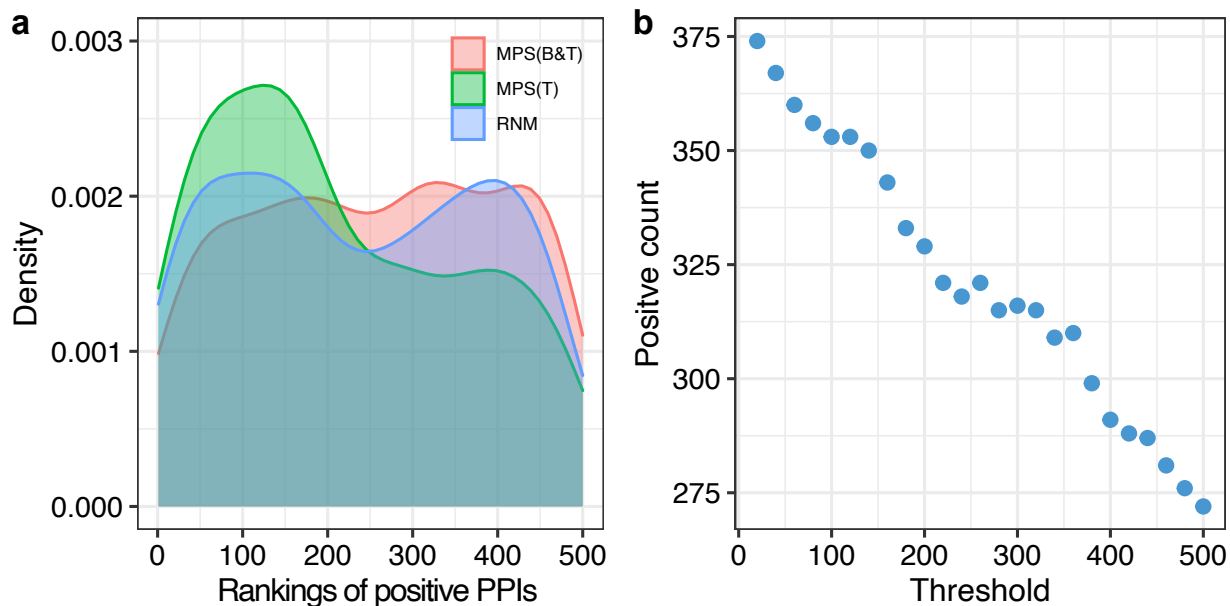 a
Density
0.003
0.002
0.001
0.000
0 100 200 300 400 500
Rankings of positive PPIs
MPS(B&T)
MPS(T)
RNM
b
Positve count
375
350
325
300
275
0 100 200 300 400 500
Threshold